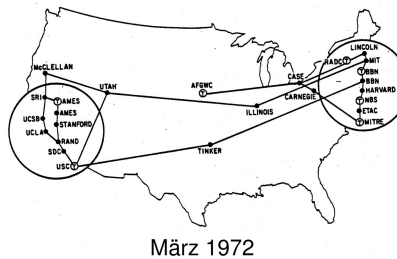 LINCOLN
McCLELLAN
RADC T
MIT
UTAH
AFGWC
T
CASE
T BBN
BBN
SRI
T AMES
CARNEGIE
HARVARD
AMES
ILLINOIS
T NBS
UCSB
STANFORD
ETAC
UCLA
T MITRE
RAND
TINKER
SDC
USC T
März 1972